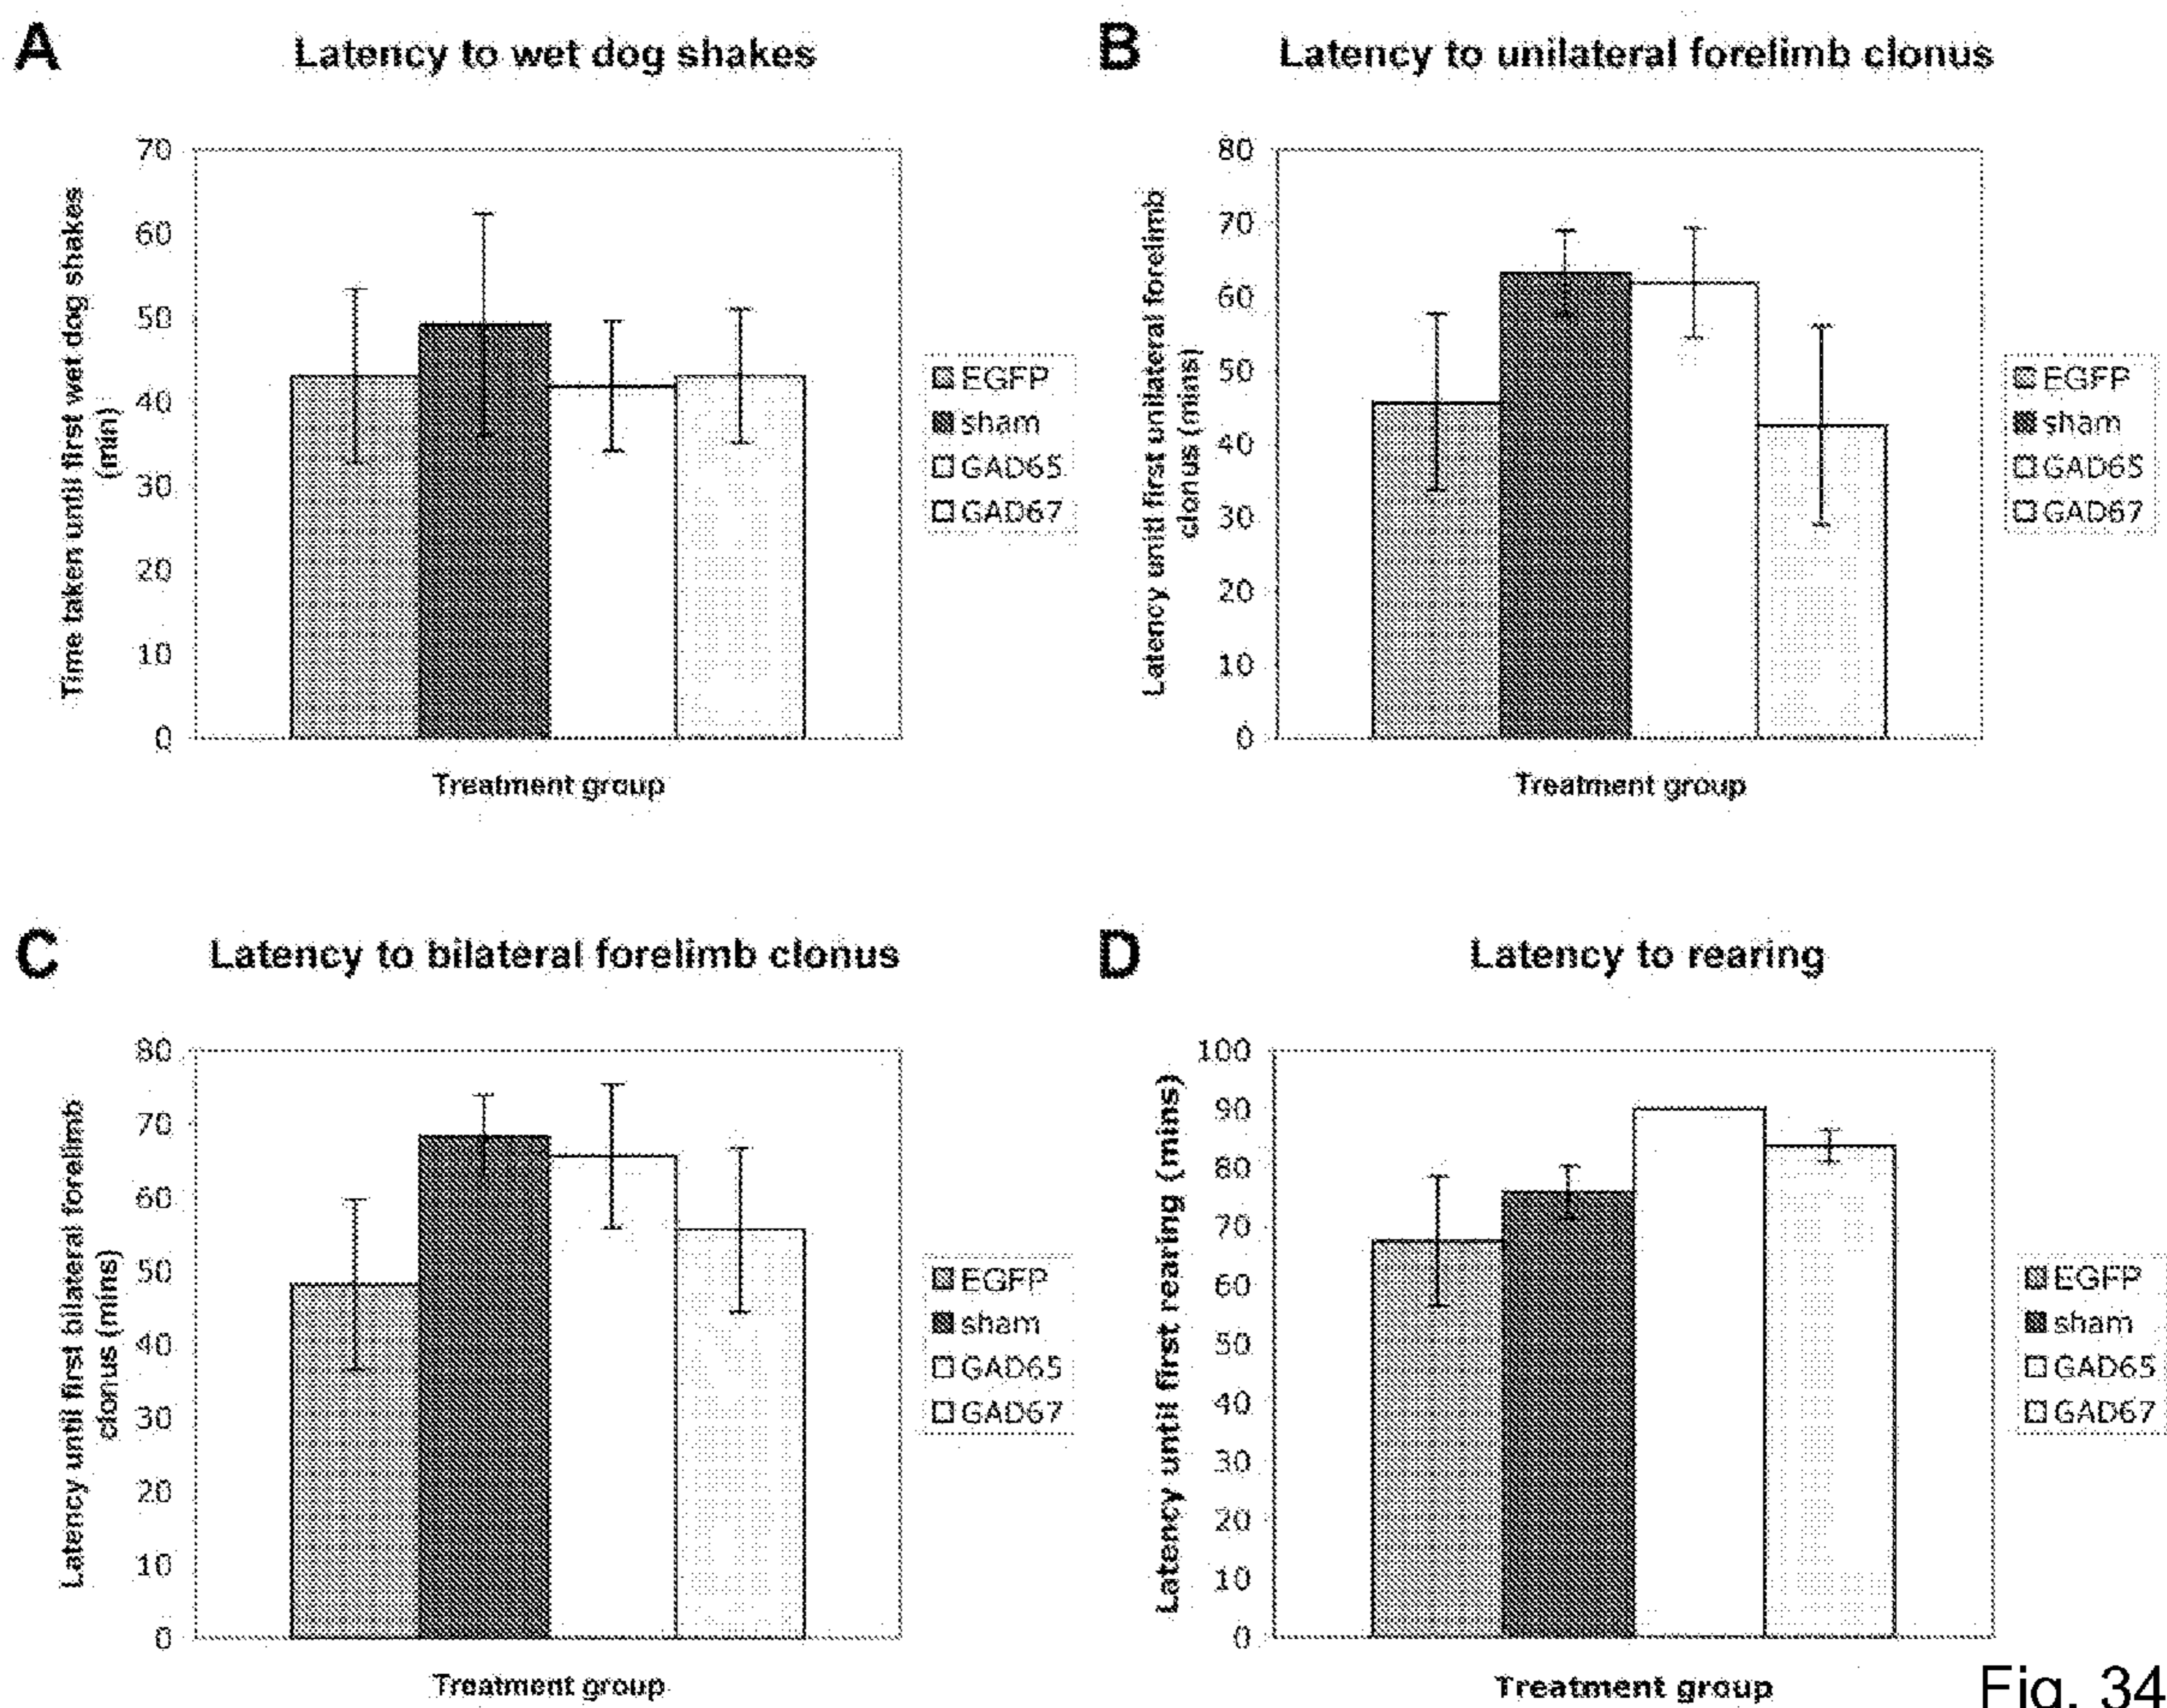 A
Latency to wet dog shakes
Time taken until first wet dog shakes
(min)
70
60
50
40
30
20
10
0
Treatment group
EGFP
sham
GAD65
GAD67
B
Latency to unilateral forelimb clonus
Latency until first unilateral forelimb
clonus (mins)
80
70
60
50
40
30
20
10
0
Treatment group
EGFP
sham
GAD65
GAD67
C
Latency to bilateral forelimb clonus
Latency until first bilateral forelimb
clonus (mins)
80
70
60
50
40
30
20
10
0
Treatment group
EGFP
sham
GAD65
GAD67
D
Latency to rearing
Latency until first rearing (mins)
100
90
80
70
60
50
40
30
20
10
0
Treatment group
EGFP
sham
GAD65
GAD67
Fig. 34